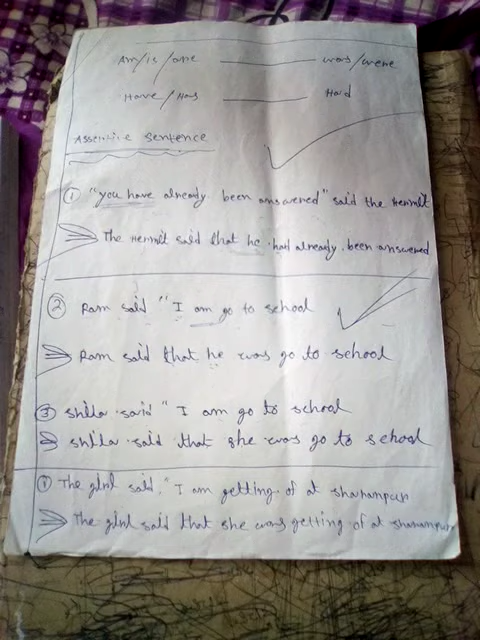 Am/is/are ——— was/were
Have/Has ——— Had
Assertive sentence
① "you have already been answered" said the Hermit
The Hermit said that he had already been answered
② Ram said "I am go to school
Ram said that he was go to school
③ Shila said "I am go to school
Shila said that she was go to school
① The girl said, "I am getting of at sharanpur
The girl said that she was getting of at sharanpur